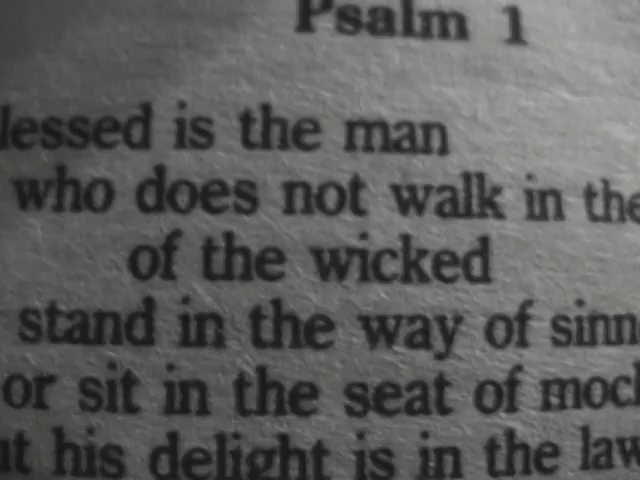 Psalm 1
lessed is the man
who does not walk in the
of the wicked
stand in the way of sinn
or sit in the seat of moc
ut his delight is in the law